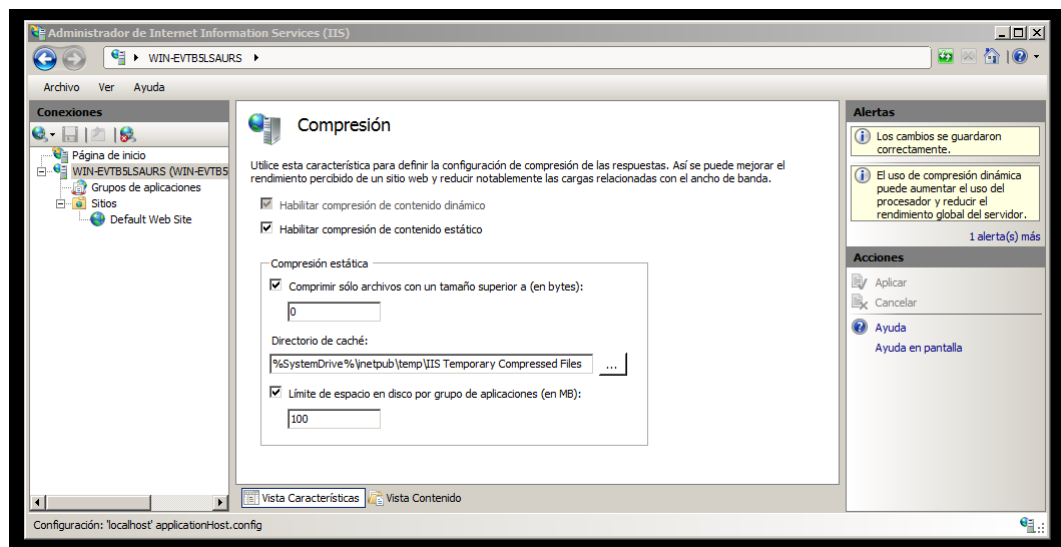 Administrador de Internet Information Services (IIS)
WIN-EVTB5LSAURS
Archivo Ver Ayuda
Conexiones
Página de inicio
WIN-EVTB5LSAURS (WIN-EVTB5
Grupos de aplicaciones
Sitios
Default Web Site
Compresión
Utilice esta característica para definir la configuración de compresión de las respuestas. Así se puede mejorar el
rendimiento percibido de un sitio web y reducir notablemente las cargas relacionadas con el ancho de banda.
Habilitar compresión de contenido dinámico
Habilitar compresión de contenido estático
Compresión estática
Comprimir sólo archivos con un tamaño superior a (en bytes):
0
Directorio de caché:
%SystemDrive%\inetpub\temp\IIS Temporary Compressed Files
...
Límite de espacio en disco por grupo de aplicaciones (en MB):
100
Vista Características Vista Contenido
Alertas
Los cambios se guardaron
correctamente.
El uso de compresión dinámica
puede aumentar el uso del
procesador y reducir el
rendimiento global del servidor.
1 alerta(s) más
Acciones
Aplicar
Cancelar
Ayuda
Ayuda en pantalla
Configuración: 'localhost' applicationHost.config